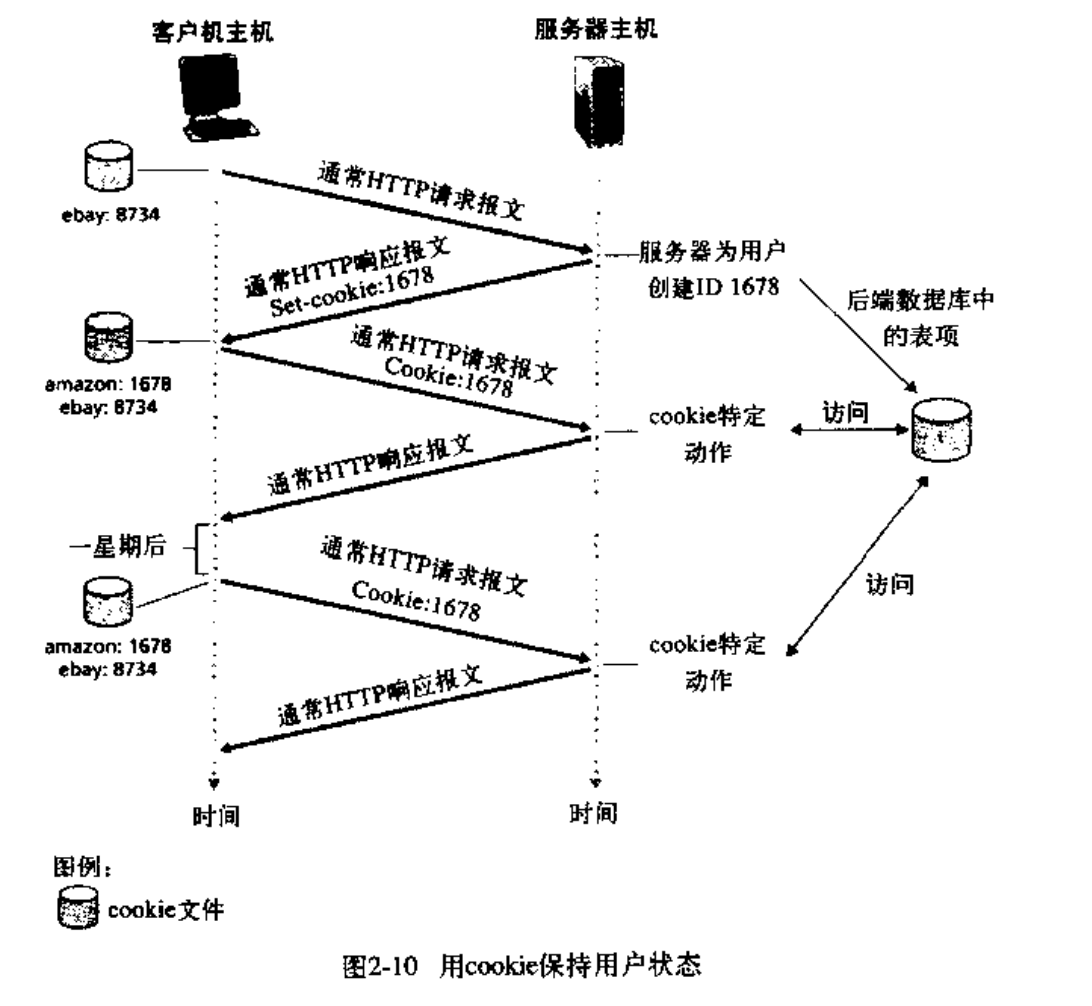 客户机主机
服务器主机
通常HTTP请求报文
ebay: 8734
服务器为用户
创建ID 1678
通常HTTP响应报文
Set-cookie:1678
后端数据库中
的表项
amazon: 1678
ebay: 8734
通常HTTP请求报文
Cookie:1678
cookie特定
动作
访问
通常HTTP响应报文
一星期后
通常HTTP请求报文
Cookie:1678
访问
amazon: 1678
ebay: 8734
cookie特定
动作
通常HTTP响应报文
时间
时间
图例：
cookie文件
图2-10 用cookie保持用户状态